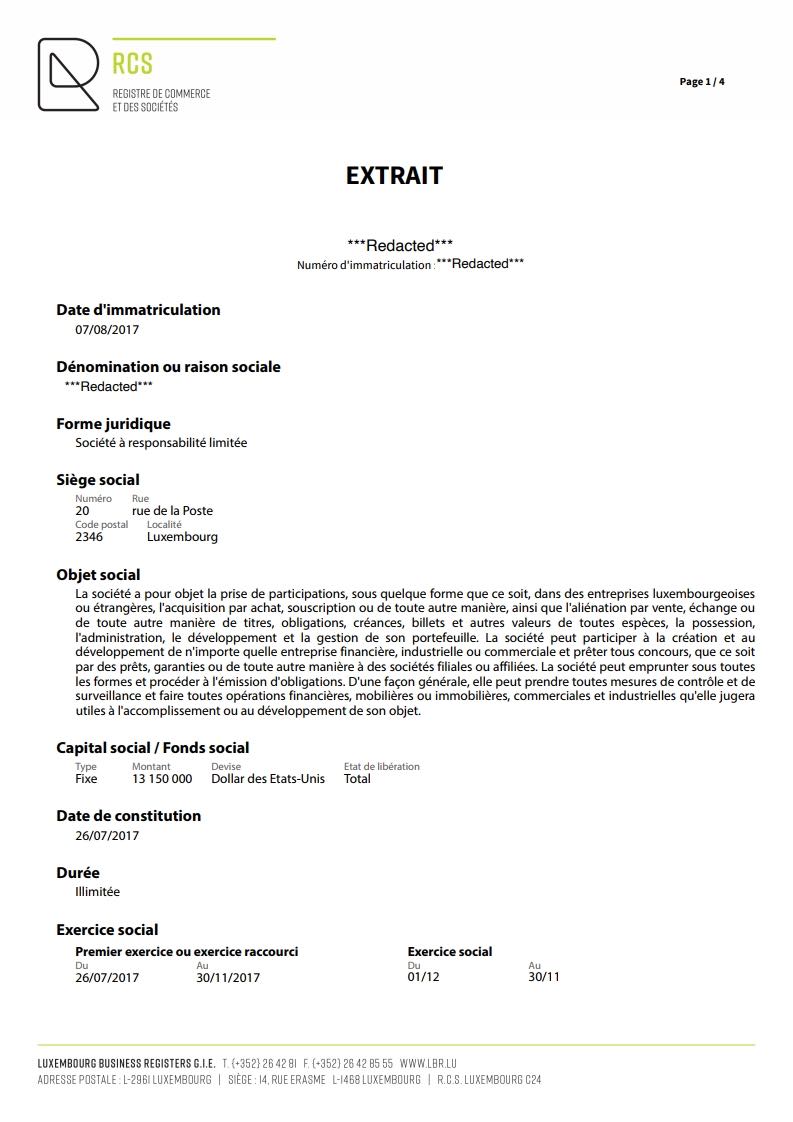 RCS
REGISTRE DE COMMERCE
ET DES SOCIÉTÉS
Page 1 / 4
EXTRAIT
***Redacted***
Numéro d'immatriculation : ***Redacted***
Date d'immatriculation
07/08/2017
Dénomination ou raison sociale
***Redacted***
Forme juridique
Société à responsabilité limitée
Siège social
Numéro Rue
20 rue de la Poste
Code postal Localité
2346 Luxembourg
Objet social
La société a pour objet la prise de participations, sous quelque forme que ce soit, dans des entreprises luxembourgeoises
ou étrangères, l'acquisition par achat, souscription ou de toute autre manière, ainsi que l'aliénation par vente, échange ou
de toute autre manière de titres, obligations, créances, billets et autres valeurs de toutes espèces, la possession,
l'administration, le développement et la gestion de son portefeuille. La société peut participer à la création et au
développement de n'importe quelle entreprise financière, industrielle ou commerciale et prêter tous concours, que ce soit
par des prêts, garanties ou de toute autre manière à des sociétés filiales ou affiliées. La société peut emprunter sous toutes
les formes et procéder à l'émission d'obligations. D'une façon générale, elle peut prendre toutes mesures de contrôle et de
surveillance et faire toutes opérations financières, mobilières ou immobilières, commerciales et industrielles qu'elle jugera
utiles à l'accomplissement ou au développement de son objet.
Capital social / Fonds social
Type Montant Devise Etat de libération
Fixe 13 150 000 Dollar des Etats-Unis Total
Date de constitution
26/07/2017
Durée
Illimitée
Exercice social
Premier exercice ou exercice raccourci Exercice social
Du Au Du Au
26/07/2017 30/11/2017 01/12 30/11
LUXEMBOURG BUSINESS REGISTERS G.I.E. T. (+352) 26 42 81 F. (+352) 26 42 85 55 WWW.LBR.LU
ADRESSE POSTALE : L-2961 LUXEMBOURG | SIÈGE : 14, RUE ERASME L-1468 LUXEMBOURG | R.C.S. LUXEMBOURG C24